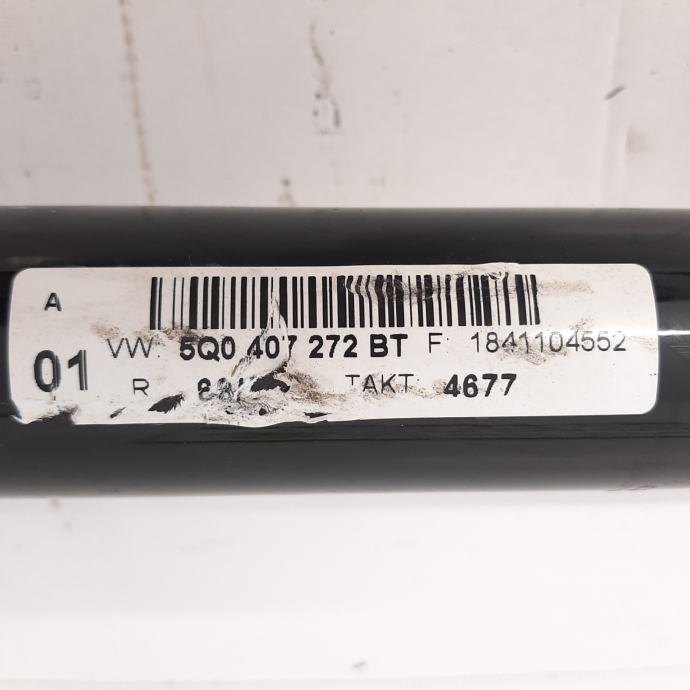 A
01
VW: 5Q0 407 272 BT F: 1841104552
R TAKT: 4677